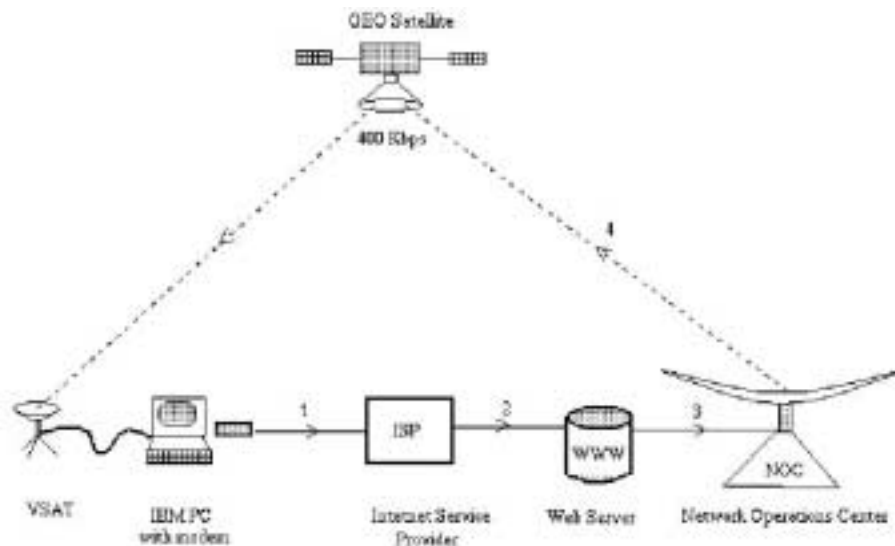 GEO Satellite
400 Kbps
4
1
2
3
ISP
WWW
NOC
VSAT
IBM PC
with modem
Internet Service
Provider
Web Server
Network Operations Center